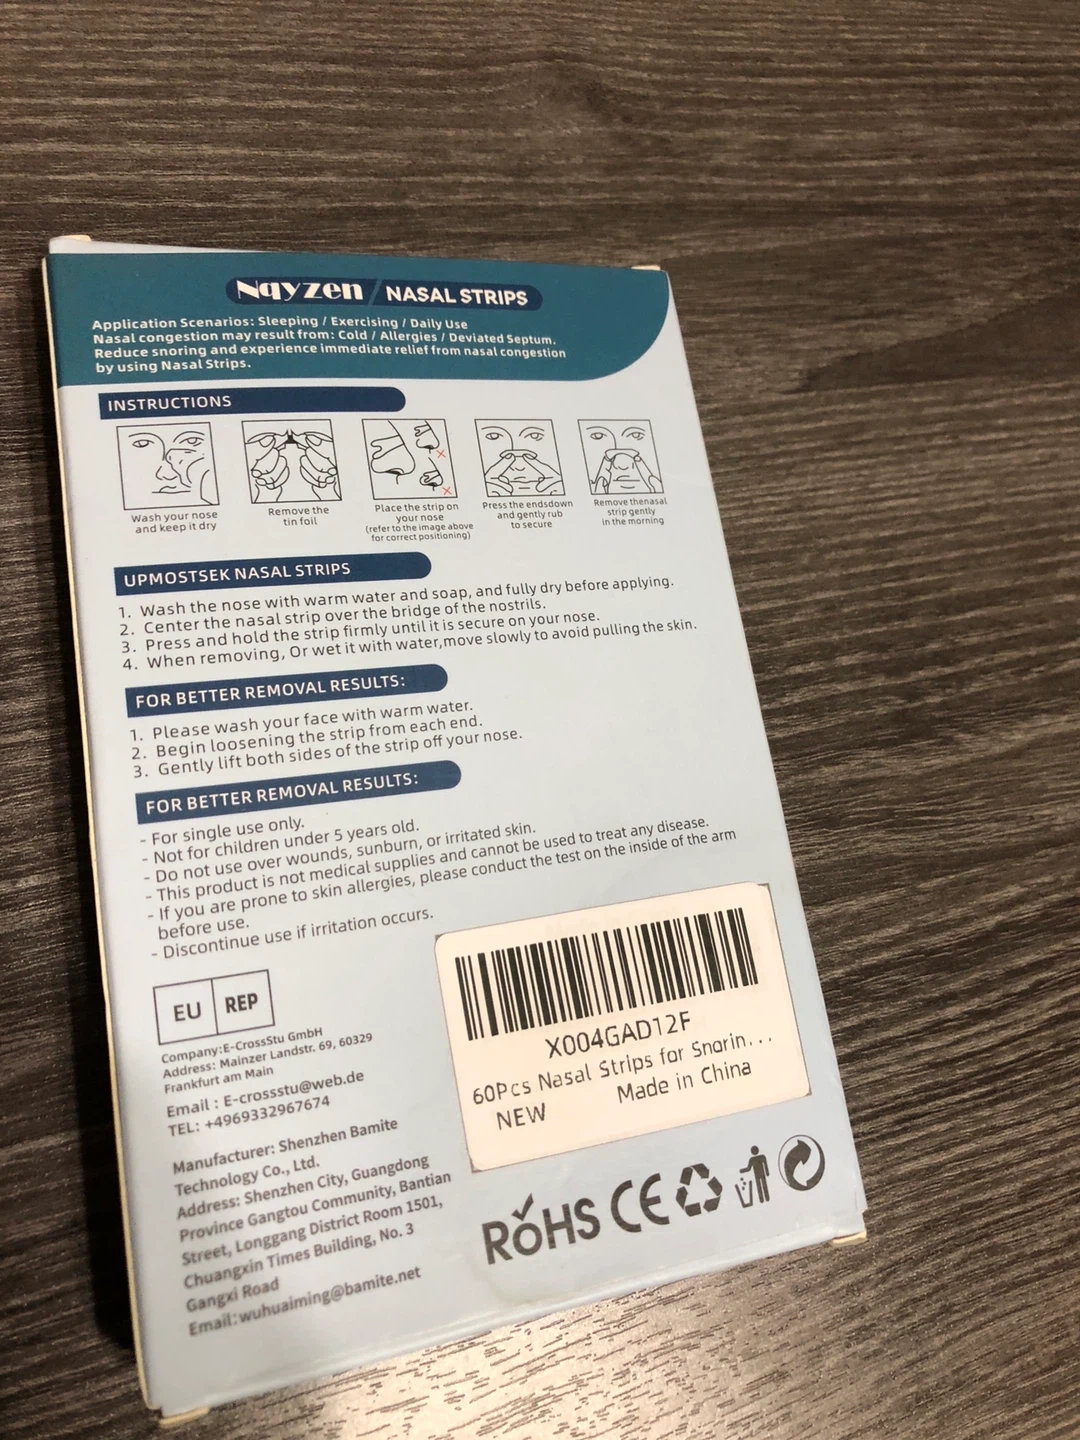 Nayzen / NASAL STRIPS
Application Scenarios: Sleeping / Exercising / Daily Use
Nasal congestion may result from: Cold / Allergies / Deviated Septum.
Reduce snoring and experience immediate relief from nasal congestion
by using Nasal Strips.
INSTRUCTIONS
Wash your nose
and keep it dry
Remove the
tin foil
Place the strip on
your nose
(refer to the image above
for correct positioning)
Press the endsdown
and gently rub
to secure
Remove thenasal
strip gently
in the morning
UPMOSTSEK NASAL STRIPS
1. Wash the nose with warm water and soap, and fully dry before applying.
2. Center the nasal strip over the bridge of the nostrils.
3. Press and hold the strip firmly until it is secure on your nose.
4. When removing, Or wet it with water,move slowly to avoid pulling the skin.
FOR BETTER REMOVAL RESULTS:
1. Please wash your face with warm water.
2. Begin loosening the strip from each end.
3. Gently lift both sides of the strip off your nose.
FOR BETTER REMOVAL RESULTS:
- For single use only.
- Not for children under 5 years old.
- Do not use over wounds, sunburn, or irritated skin.
- This product is not medical supplies and cannot be used to treat any disease.
- If you are prone to skin allergies, please conduct the test on the inside of the arm
before use.
- Discontinue use if irritation occurs.
EU REP
Company:E-CrossStu GmbH
Address: Mainzer Landstr. 69, 60329
Frankfurt am Main
Email : E-crossstu@web.de
TEL: +4969332967674
Manufacturer: Shenzhen Bamite
Technology Co., Ltd.
Address: Shenzhen City, Guangdong
Province Gangtou Community, Bantian
Street, Longgang District Room 1501,
Chuangxin Times Building, No. 3
Gangxi Road
Email:wuhuaiming@bamite.net
X004GAD12F
60Pcs Nasal Strips for Snorin...
NEW Made in China
RoHS CE